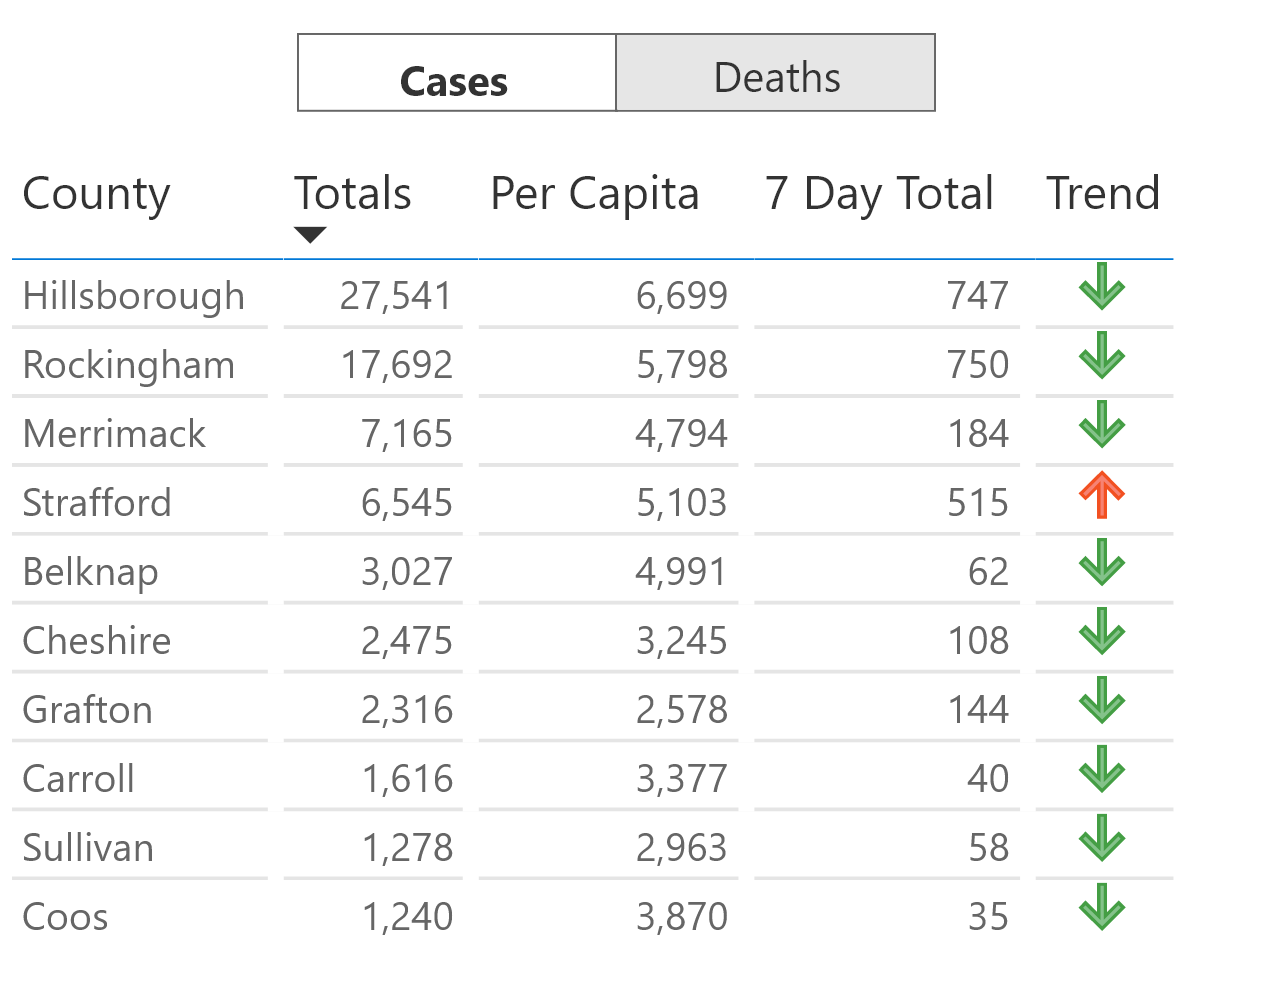 Cases Deaths
County Totals Per Capita 7 Day Total Trend
Hillsborough 27,541 6,699 747
Rockingham 17,692 5,798 750
Merrimack 7,165 4,794 184
Strafford 6,545 5,103 515
Belknap 3,027 4,991 62
Cheshire 2,475 3,245 108
Grafton 2,316 2,578 144
Carroll 1,616 3,377 40
Sullivan 1,278 2,963 58
Coos 1,240 3,870 35